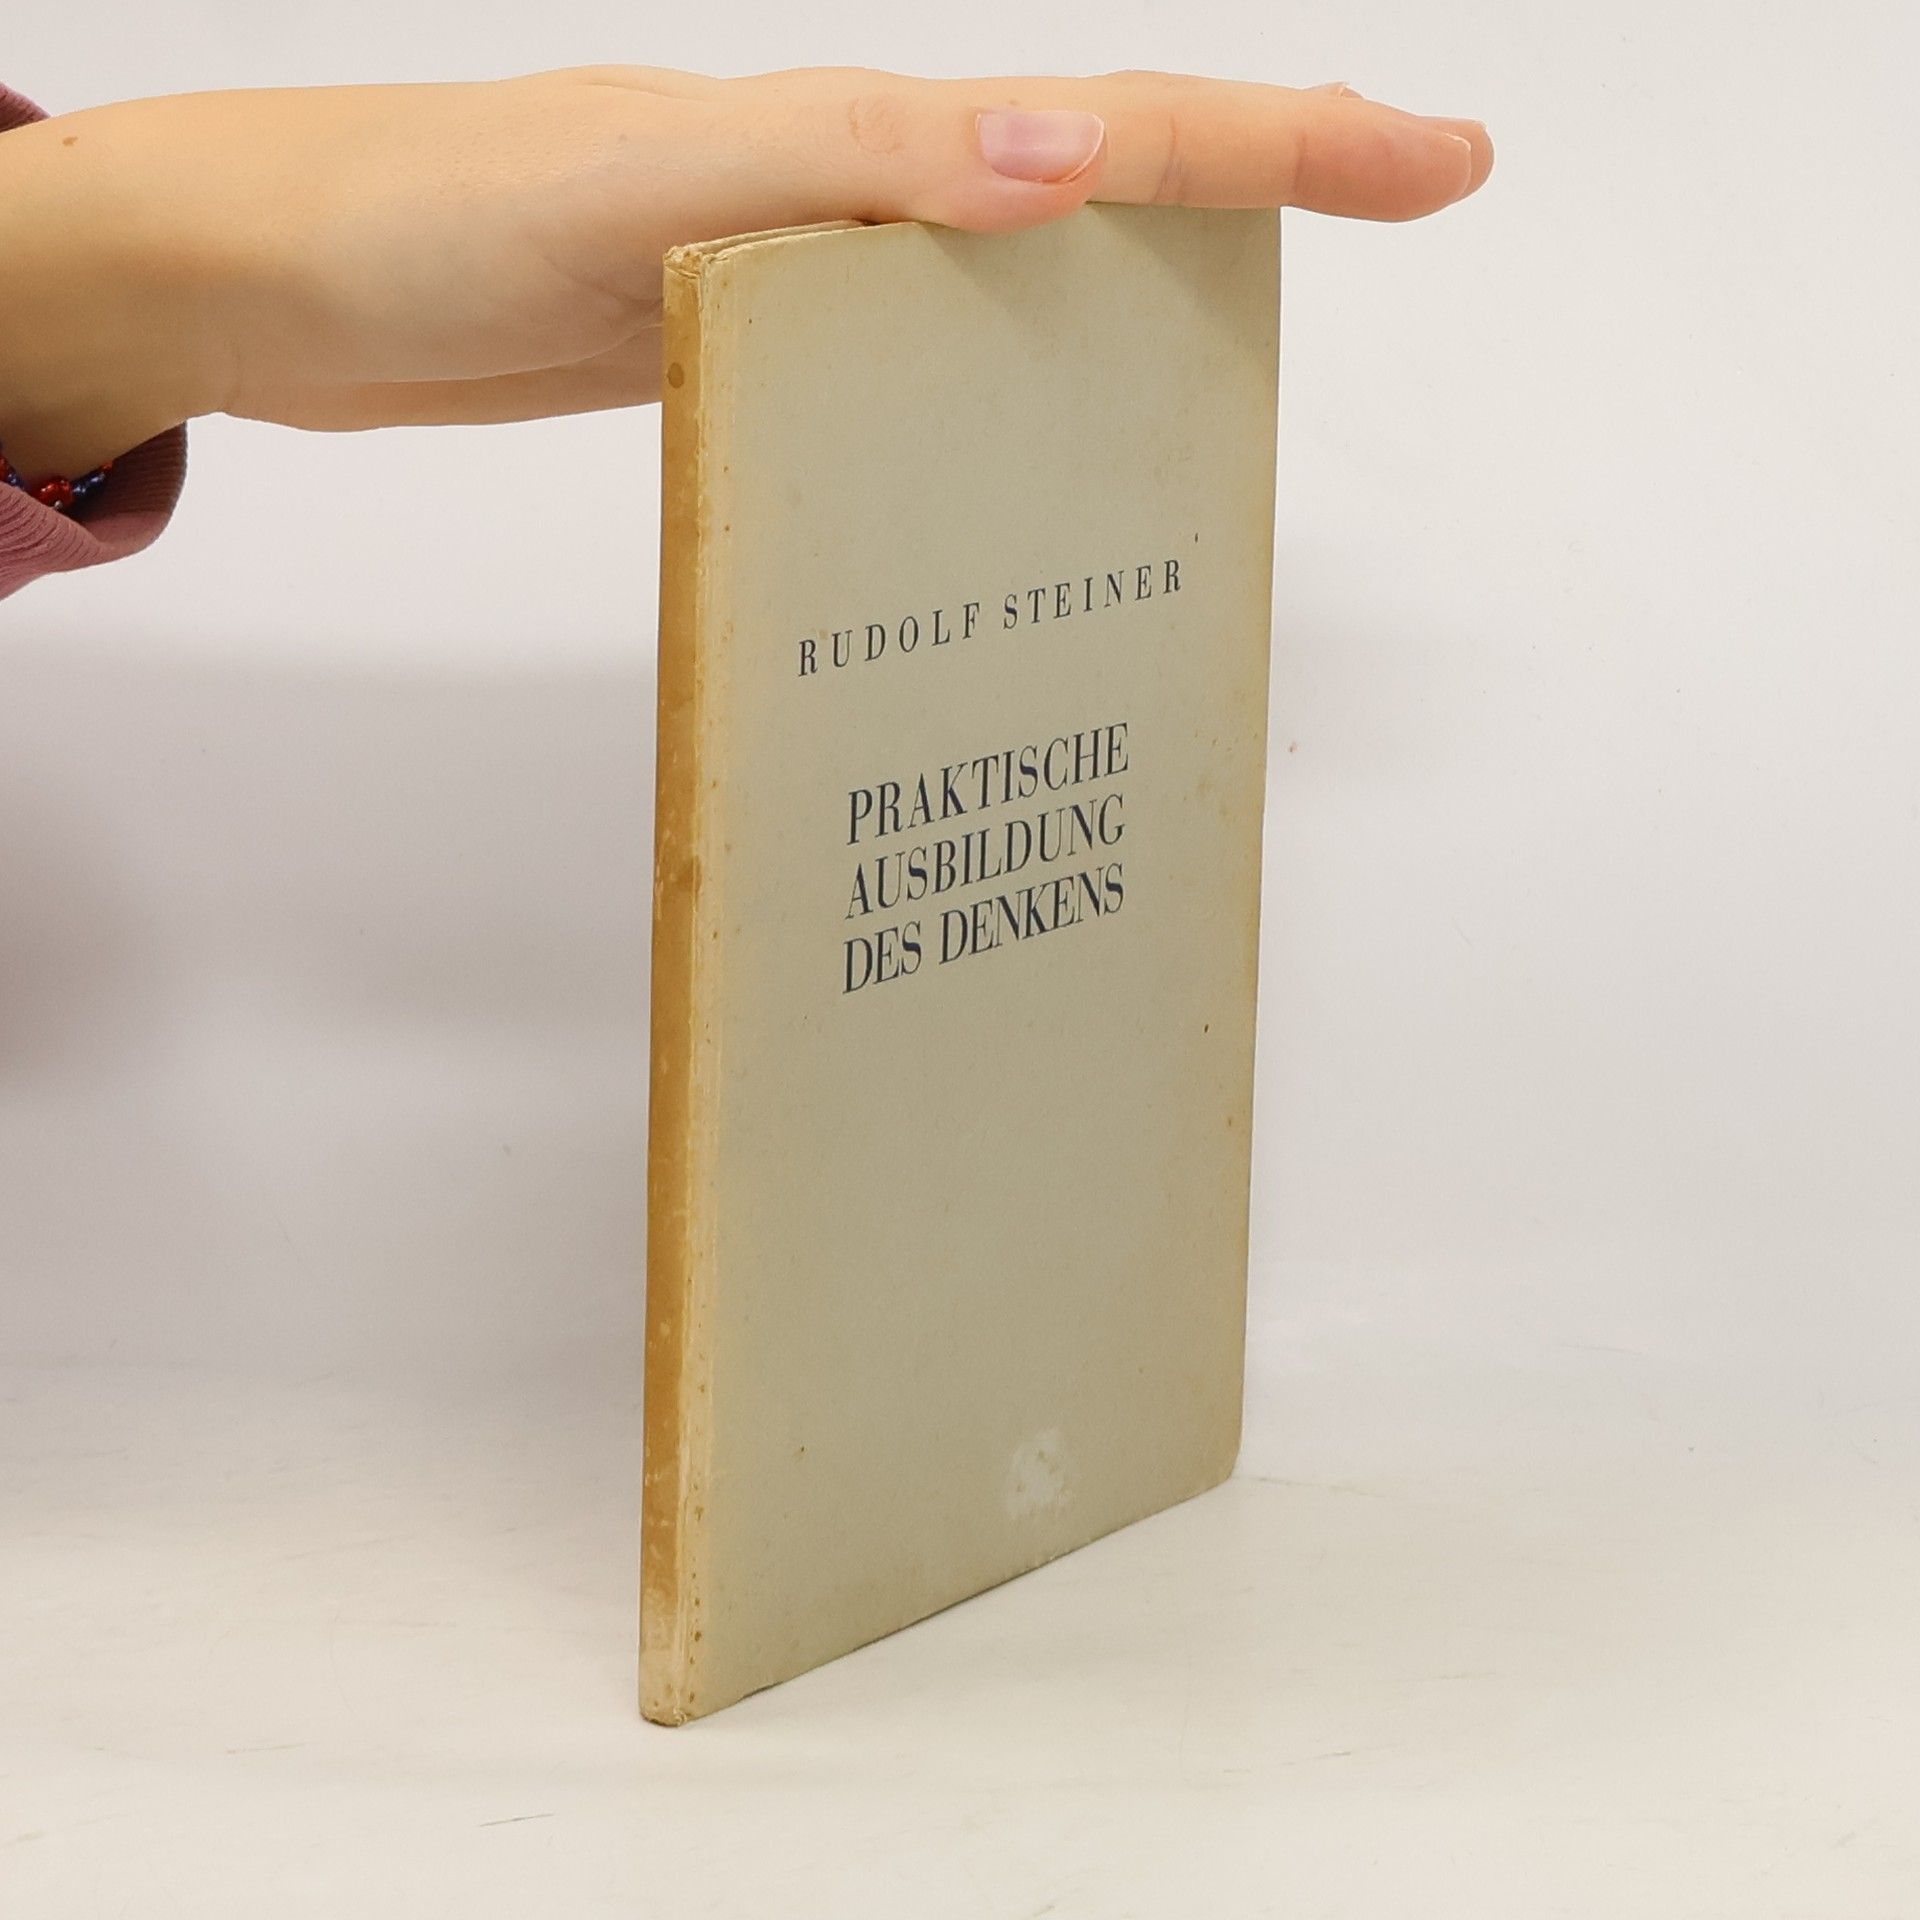 RUDOLF STEINER
PRAKTISCHE
AUSBILDUNG
DES DENKENS